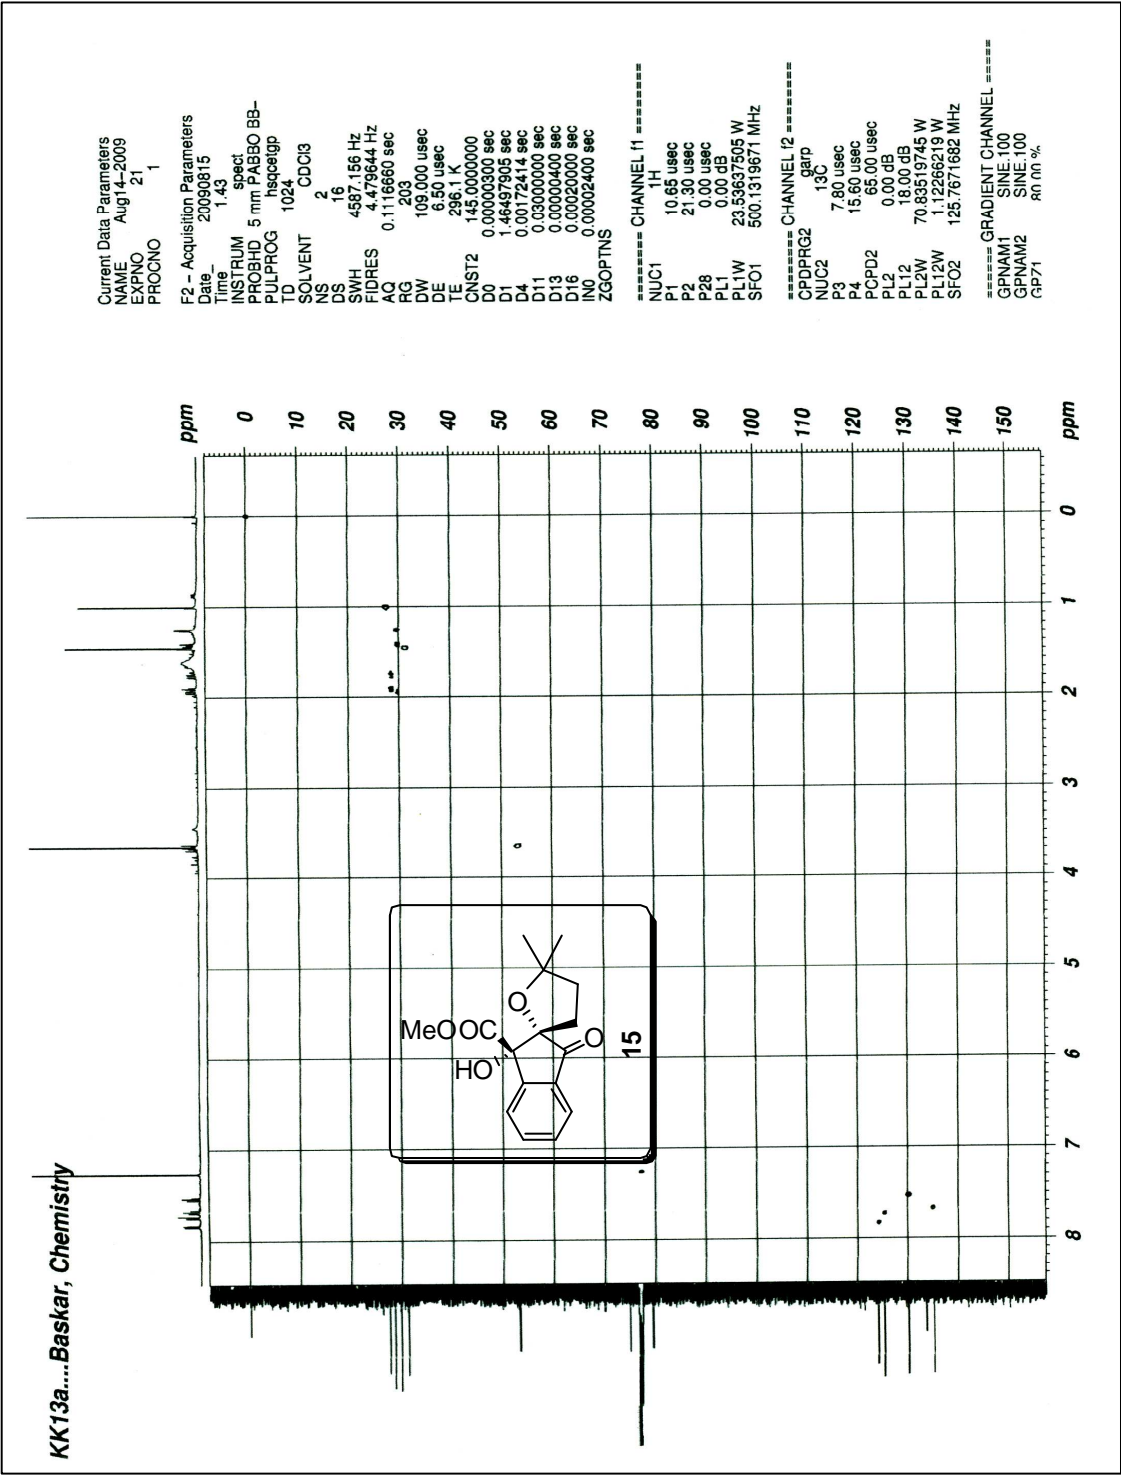 KK13a....Baskar, Chemistry
Current Data Parameters
NAME Aug14-2009
EXPNO 21
PROCNO 1
F2 - Acquisition Parameters
Date_ 20090815
Time 1.43
INSTRUM spect
PROBHD 5 mm PABBO BB-
PULPROG hsqcetgp
TD 1024
SOLVENT CDCl3
NS 2
DS 16
SWH 4587.156 Hz
FIDRES 4.479644 Hz
AQ 0.1116660 sec
RG 203
DW 109.000 usec
DE 6.50 usec
TE 296.1 K
CNST2 145.0000000
D0 0.00000300 sec
D1 1.46497905 sec
D4 0.00172414 sec
D11 0.03000000 sec
D13 0.00000400 sec
D16 0.00020000 sec
IN0 0.00002400 sec
ZGOPTNS
======== CHANNEL f1 ========
NUC1 1H
P1 10.65 usec
P2 21.30 usec
P28 0.00 usec
PL1 0.00 dB
PL1W 23.53637505 W
SFO1 500.1319671 MHz
======== CHANNEL f2 ========
CPDPRG2 garp
NUC2 13C
P3 7.80 usec
P4 15.60 usec
PCPD2 65.00 usec
PL2 0.00 dB
PL12 18.00 dB
PL2W 70.83519745 W
PL12W 1.12266219 W
SFO2 125.7671682 MHz
===== GRADIENT CHANNEL =====
GPNAM1 SINE.100
GPNAM2 SINE.100
GPZ1 80.00 %
ppm
0
10
20
30
40
50
60
70
80
90
100
110
120
130
140
150
ppm
0
1
2
3
4
5
6
7
8
MeOOC
HO
O
O
15